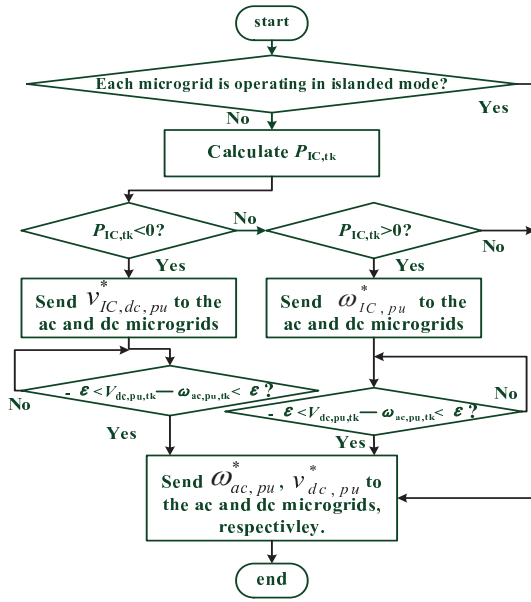 start
Each microgrid is operating in islanded mode?
No
Yes
Calculate P_IC,tk
P_IC,tk<0?
No
P_IC,tk>0?
No
Yes
Yes
Send v*_IC,dc,pu to the
ac and dc microgrids
Send ω*_IC,pu to the
ac and dc microgrids
- ε <V_dc,pu,tk— ω_ac,pu,tk< ε ?
No
- ε <V_dc,pu,tk— ω_ac,pu,tk< ε ?
No
Yes
Yes
Send ω*_ac,pu, v*_dc,pu to
the ac and dc microgrids,
respectivley.
end